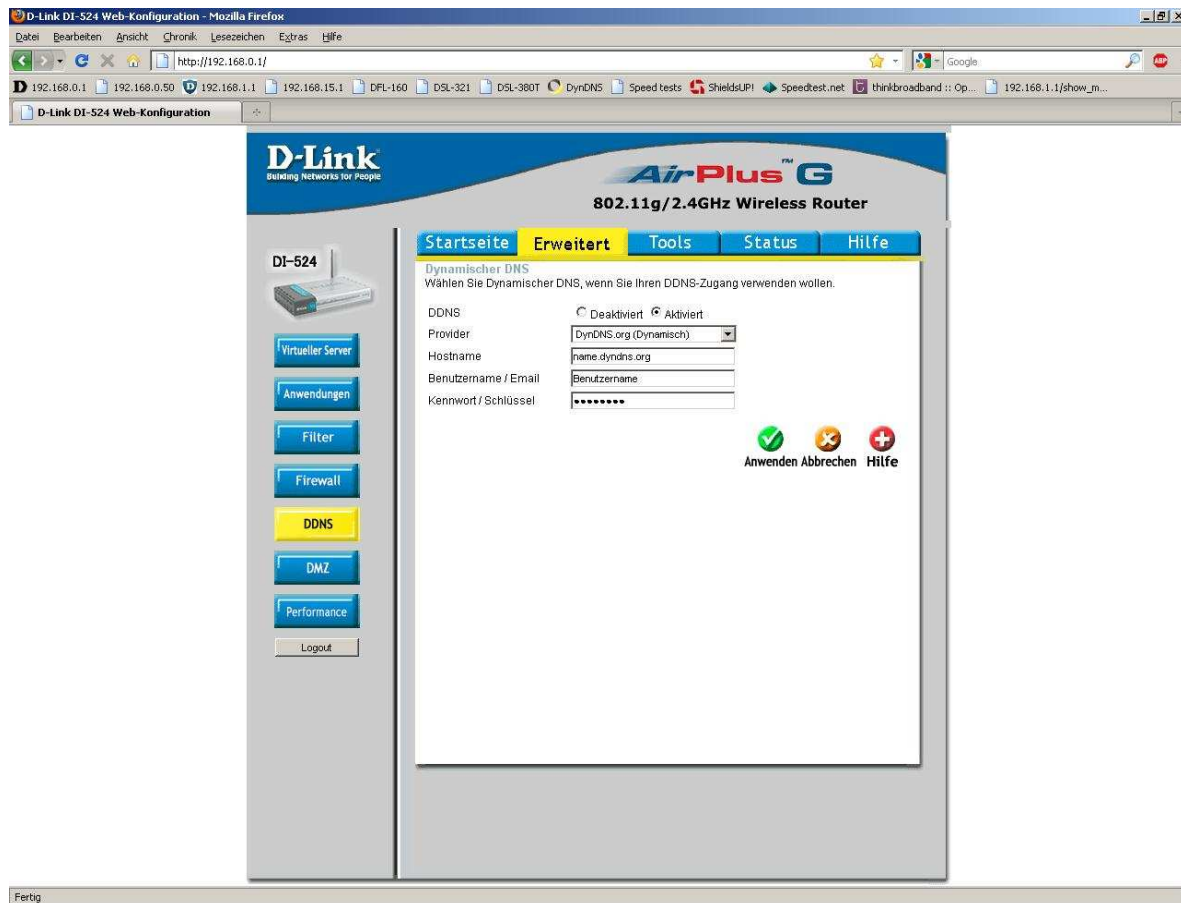 D-Link DI-524 Web-Konfiguration - Mozilla Firefox
Datei Bearbeiten Ansicht Chronik Lesezeichen Extras Hilfe
http://192.168.0.1/
Google
ABP
192.168.0.1 192.168.0.50 192.168.1.1 192.168.15.1 DFL-160 DSL-321 DSL-380T DynDNS Speed tests ShieldsUP! Speedtest.net thinkbroadband :: Op... 192.168.1.1/show_m...
D-Link DI-524 Web-Konfiguration
D-Link
Building Networks for People
AirPlus™ G
802.11g/2.4GHz Wireless Router
DI-524
Startseite Erweitert Tools Status Hilfe
Dynamischer DNS
Wählen Sie Dynamischer DNS, wenn Sie Ihren DDNS-Zugang verwenden wollen.
DDNS Deaktiviert Aktiviert
Provider DynDNS.org (Dynamisch)
Hostname name.dyndns.org
Benutzername / Email Benutzername
Kennwort / Schlüssel ••••••••
Anwenden Abbrechen Hilfe
Virtueller Server
Anwendungen
Filter
Firewall
DDNS
DMZ
Performance
Logout
Fertig